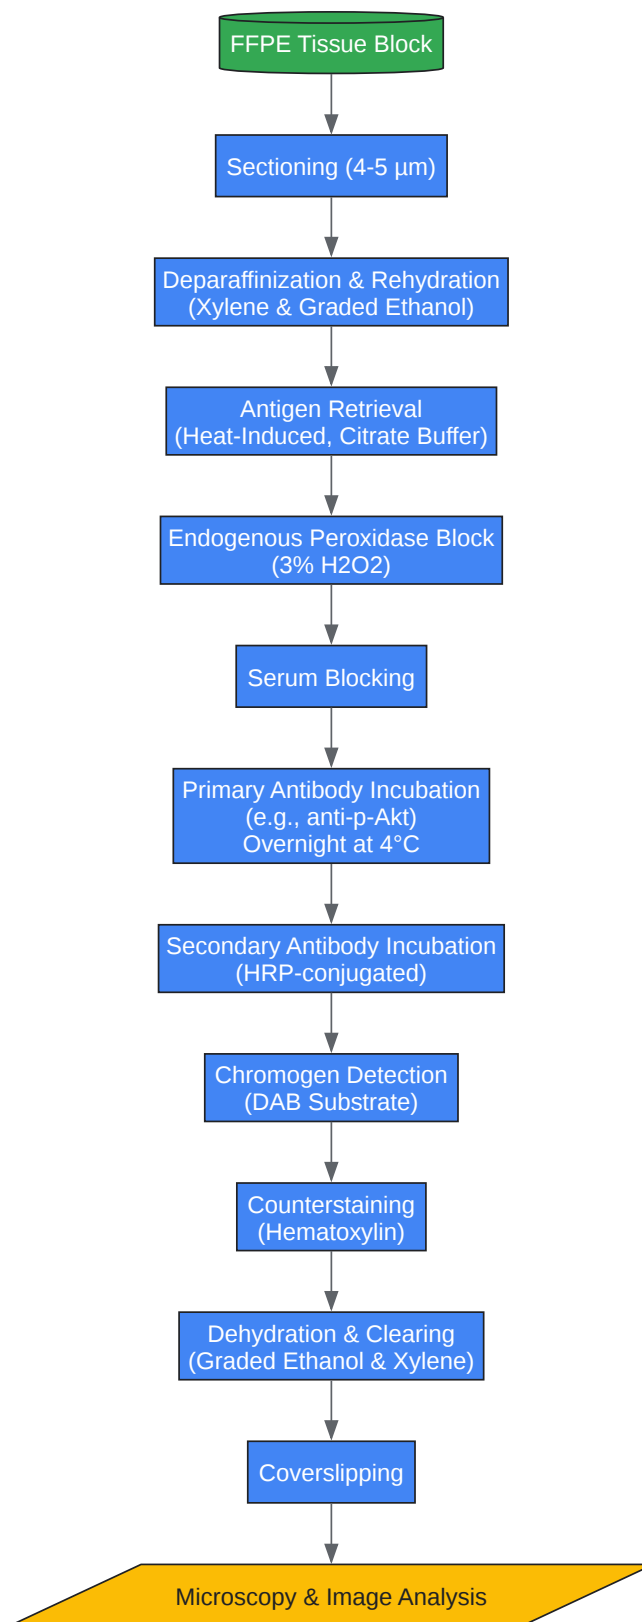 FFPE Tissue Block
Sectioning (4-5 µm)
Deparaffinization & Rehydration
(Xylene & Graded Ethanol)
Antigen Retrieval
(Heat-Induced, Citrate Buffer)
Endogenous Peroxidase Block
(3% H2O2)
Serum Blocking
Primary Antibody Incubation
(e.g., anti-p-Akt)
Overnight at 4°C
Secondary Antibody Incubation
(HRP-conjugated)
Chromogen Detection
(DAB Substrate)
Counterstaining
(Hematoxylin)
Dehydration & Clearing
(Graded Ethanol & Xylene)
Coverslipping
Microscopy & Image Analysis